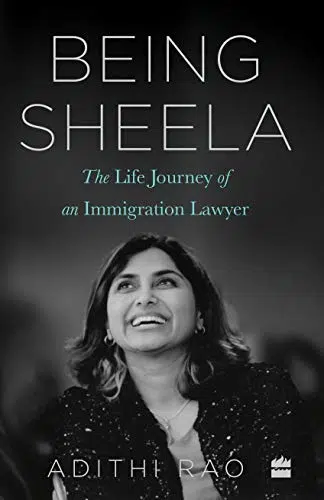 BEING
SHEELA
The Life Journey of
an Immigration Lawyer
ADITHI RAO